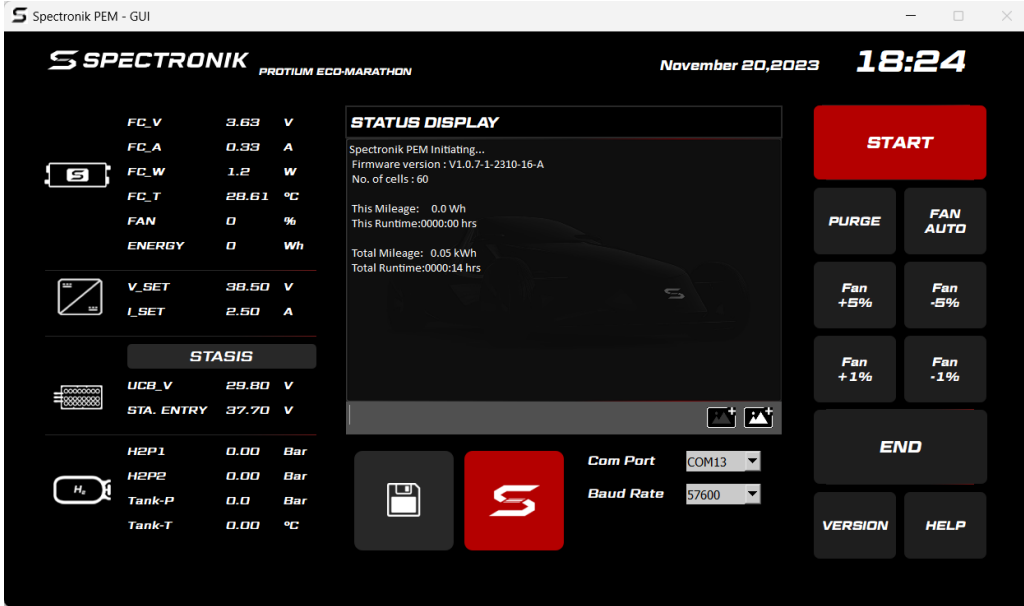 Spectronik PEM - GUI
SPECTRONIK
PROTIUM ECO-MARATHON
November 20,2023
18:24
FC_V 3.63 V
FC_A 0.33 A
FC_W 1.2 W
FC_T 28.61 ºC
FAN 0 %
ENERGY 0 Wh
V_SET 38.50 V
I_SET 2.50 A
STASIS
UCB_V 29.80 V
STA. ENTRY 37.70 V
H2P1 0.00 Bar
H2P2 0.00 Bar
Tank-P 0.0 Bar
Tank-T 0.00 ºC
H₂
STATUS DISPLAY
Spectronik PEM Initiating...
Firmware version : V1.0.7-1-2310-16-A
No. of cells : 60
This Mileage: 0.0 Wh
This Runtime:0000:00 hrs
Total Mileage: 0.05 kWh
Total Runtime:0000:14 hrs
Com Port COM13
Baud Rate 57600
START
PURGE
FAN
AUTO
Fan
+5%
Fan
-5%
Fan
+1%
Fan
-1%
END
VERSION
HELP